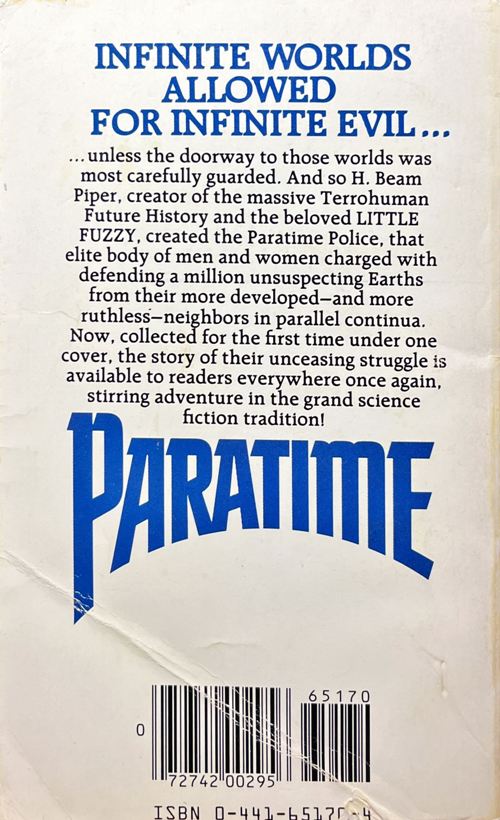 INFINITE WORLDS
ALLOWED
FOR INFINITE EVIL...
...unless the doorway to those worlds was
most carefully guarded. And so H. Beam
Piper, creator of the massive Terrohuman
Future History and the beloved LITTLE
FUZZY, created the Paratime Police, that
elite body of men and women charged with
defending a million unsuspecting Earths
from their more developed—and more
ruthless—neighbors in parallel continua.
Now, collected for the first time under one
cover, the story of their unceasing struggle is
available to readers everywhere once again,
stirring adventure in the grand science
fiction tradition!
PARATIME
65170
0
72742 00295
ISBN 0-441-6517